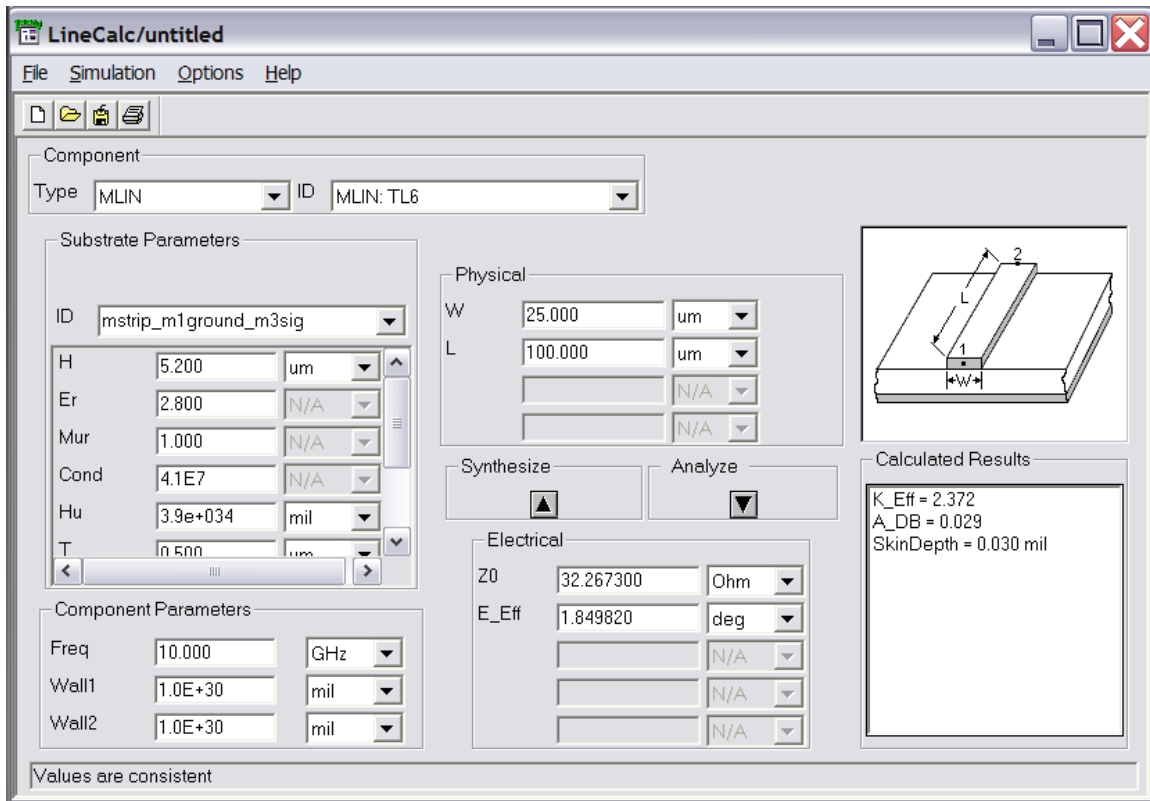 LineCalc/untitled
File Simulation Options Help
Component
Type MLIN ID MLIN: TL6
Substrate Parameters
ID mstrip_m1ground_m3sig
H 5.200 um
Er 2.800 N/A
Mur 1.000 N/A
Cond 4.1E7 N/A
Hu 3.9e+034 mil
T 0.500 um
Component Parameters
Freq 10.000 GHz
Wall1 1.0E+30 mil
Wall2 1.0E+30 mil
Physical
W 25.000 um
L 100.000 um
N/A
N/A
Synthesize Analyze
Electrical
Z0 32.267300 Ohm
E_Eff 1.849820 deg
N/A
N/A
N/A
2
L
1
W
Calculated Results
K_Eff = 2.372
A_DB = 0.029
SkinDepth = 0.030 mil
Values are consistent